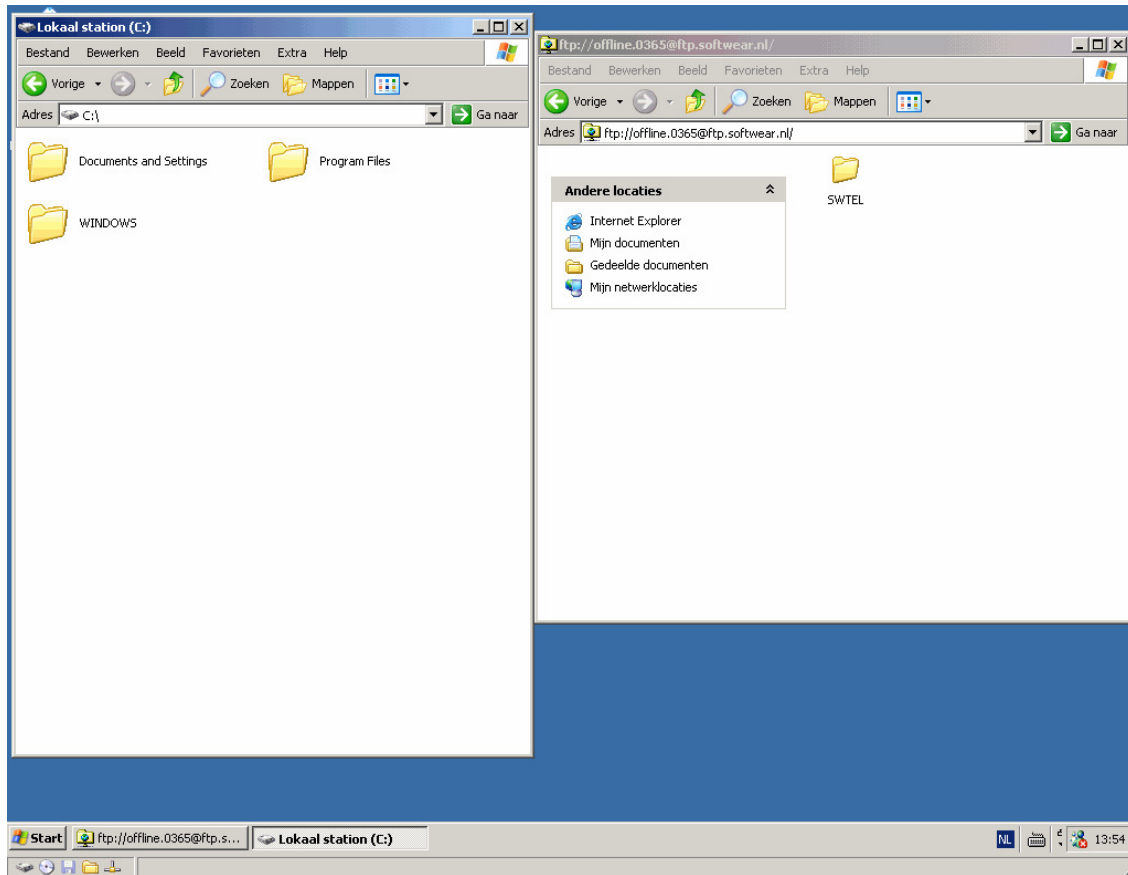 Lokaal station (C:)
Bestand Bewerken Beeld Favorieten Extra Help
Vorige Zoeken Mappen
Adres C:\ Ga naar
Documents and Settings Program Files
WINDOWS
ftp://offline.0365@ftp.softwear.nl/
Bestand Bewerken Beeld Favorieten Extra Help
Vorige Zoeken Mappen
Adres ftp://offline.0365@ftp.softwear.nl/ Ga naar
Andere locaties
Internet Explorer
Mijn documenten
Gedeelde documenten
Mijn netwerklocaties
SWTEL
Start ftp://offline.0365@ftp.s... Lokaal station (C:) NL 13:54